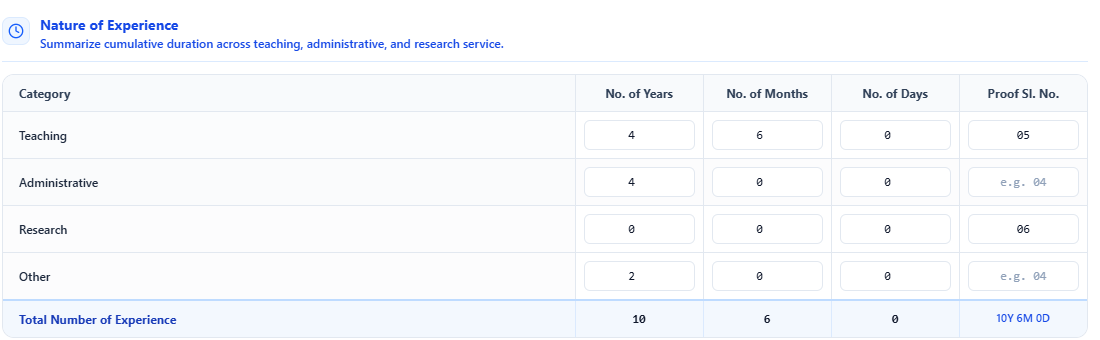 Nature of Experience
Summarize cumulative duration across teaching, administrative, and research service.
Category No. of Years No. of Months No. of Days Proof Sl. No.
Teaching 4 6 0 05
Administrative 4 0 0 e.g. 04
Research 0 0 0 06
Other 2 0 0 e.g. 04
Total Number of Experience 10 6 0 10Y 6M 0D